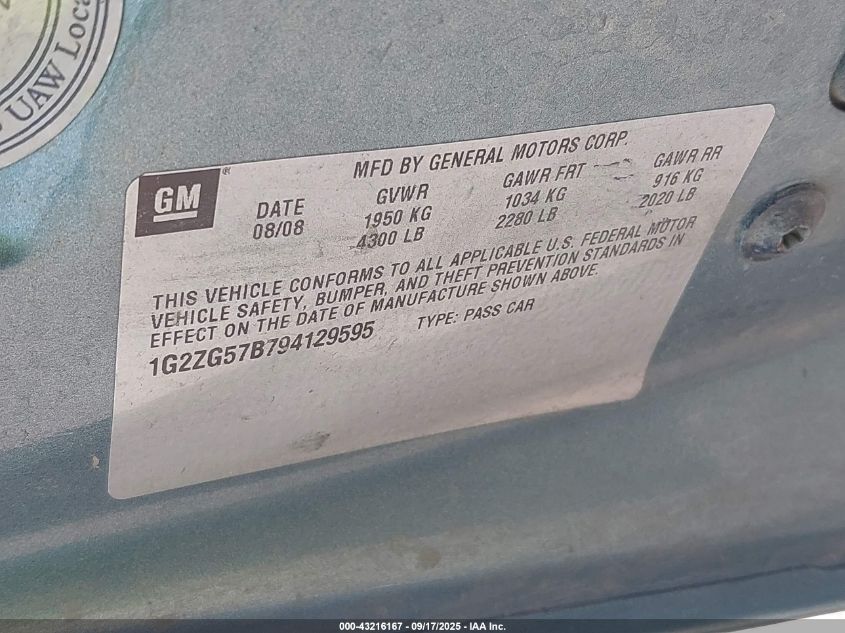 UAW Loca
GM
MFD BY GENERAL MOTORS CORP.
DATE GVWR GAWR FRT GAWR RR
08/08 1950 KG 1034 KG 916 KG
4300 LB 2280 LB 2020 LB
THIS VEHICLE CONFORMS TO ALL APPLICABLE U.S. FEDERAL MOTOR
VEHICLE SAFETY, BUMPER, AND THEFT PREVENTION STANDARDS IN
EFFECT ON THE DATE OF MANUFACTURE SHOWN ABOVE.
1G2ZG57B794129595 TYPE: PASS CAR
000-43216167 - 09/17/2025 - IAA Inc.